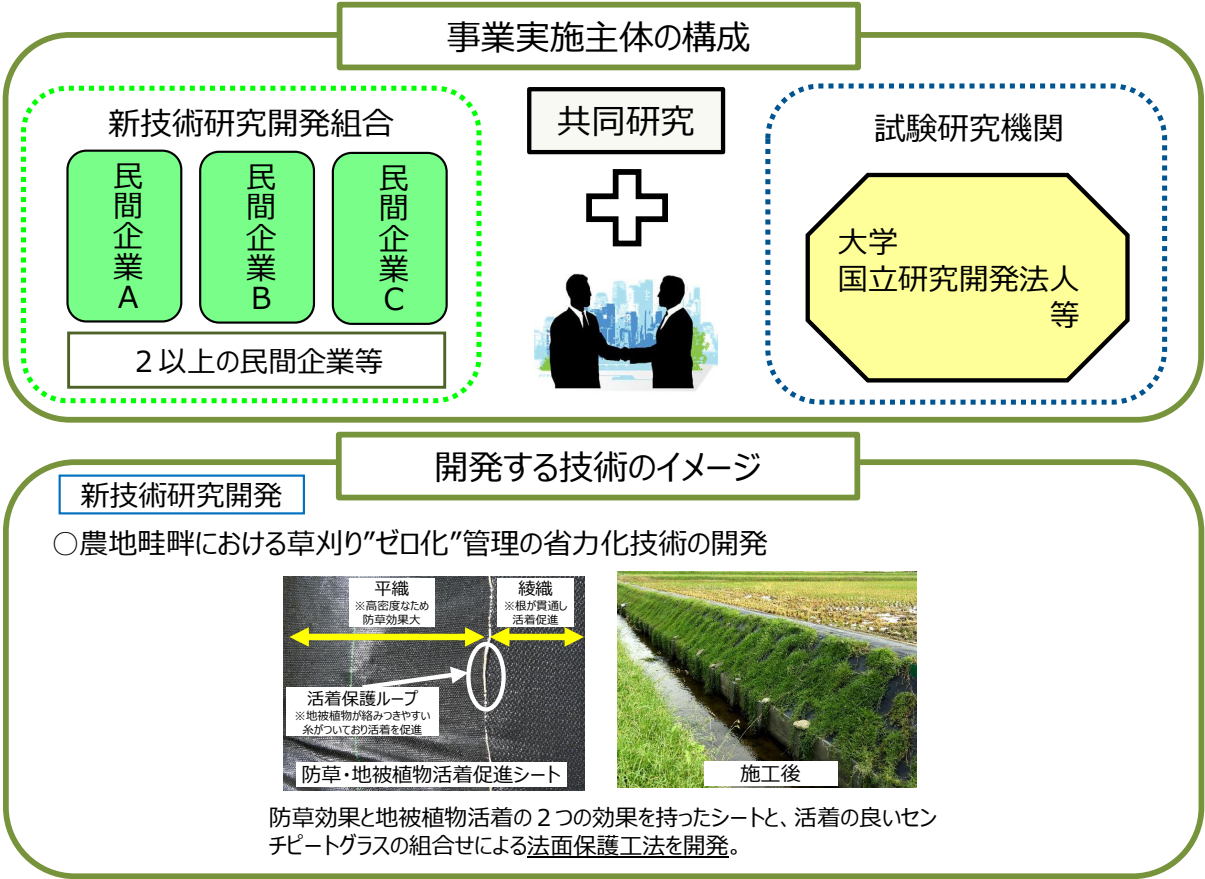 事業実施主体の構成
新技術研究開発組合
民間企業A
民間企業B
民間企業C
２以上の民間企業等
共同研究
試験研究機関
大学
国立研究開発法人
等
開発する技術のイメージ
新技術研究開発
○農地畦畔における草刈り”ゼロ化”管理の省力化技術の開発
平織
※高密度なため
防草効果大
綾織
※根が貫通し
活着促進
活着保護ループ
※地被植物が絡みつきやすい
糸がついており活着を促進
防草・地被植物活着促進シート
施工後
防草効果と地被植物活着の２つの効果を持ったシートと、活着の良いセン
チピートグラスの組合せによる法面保護工法を開発。